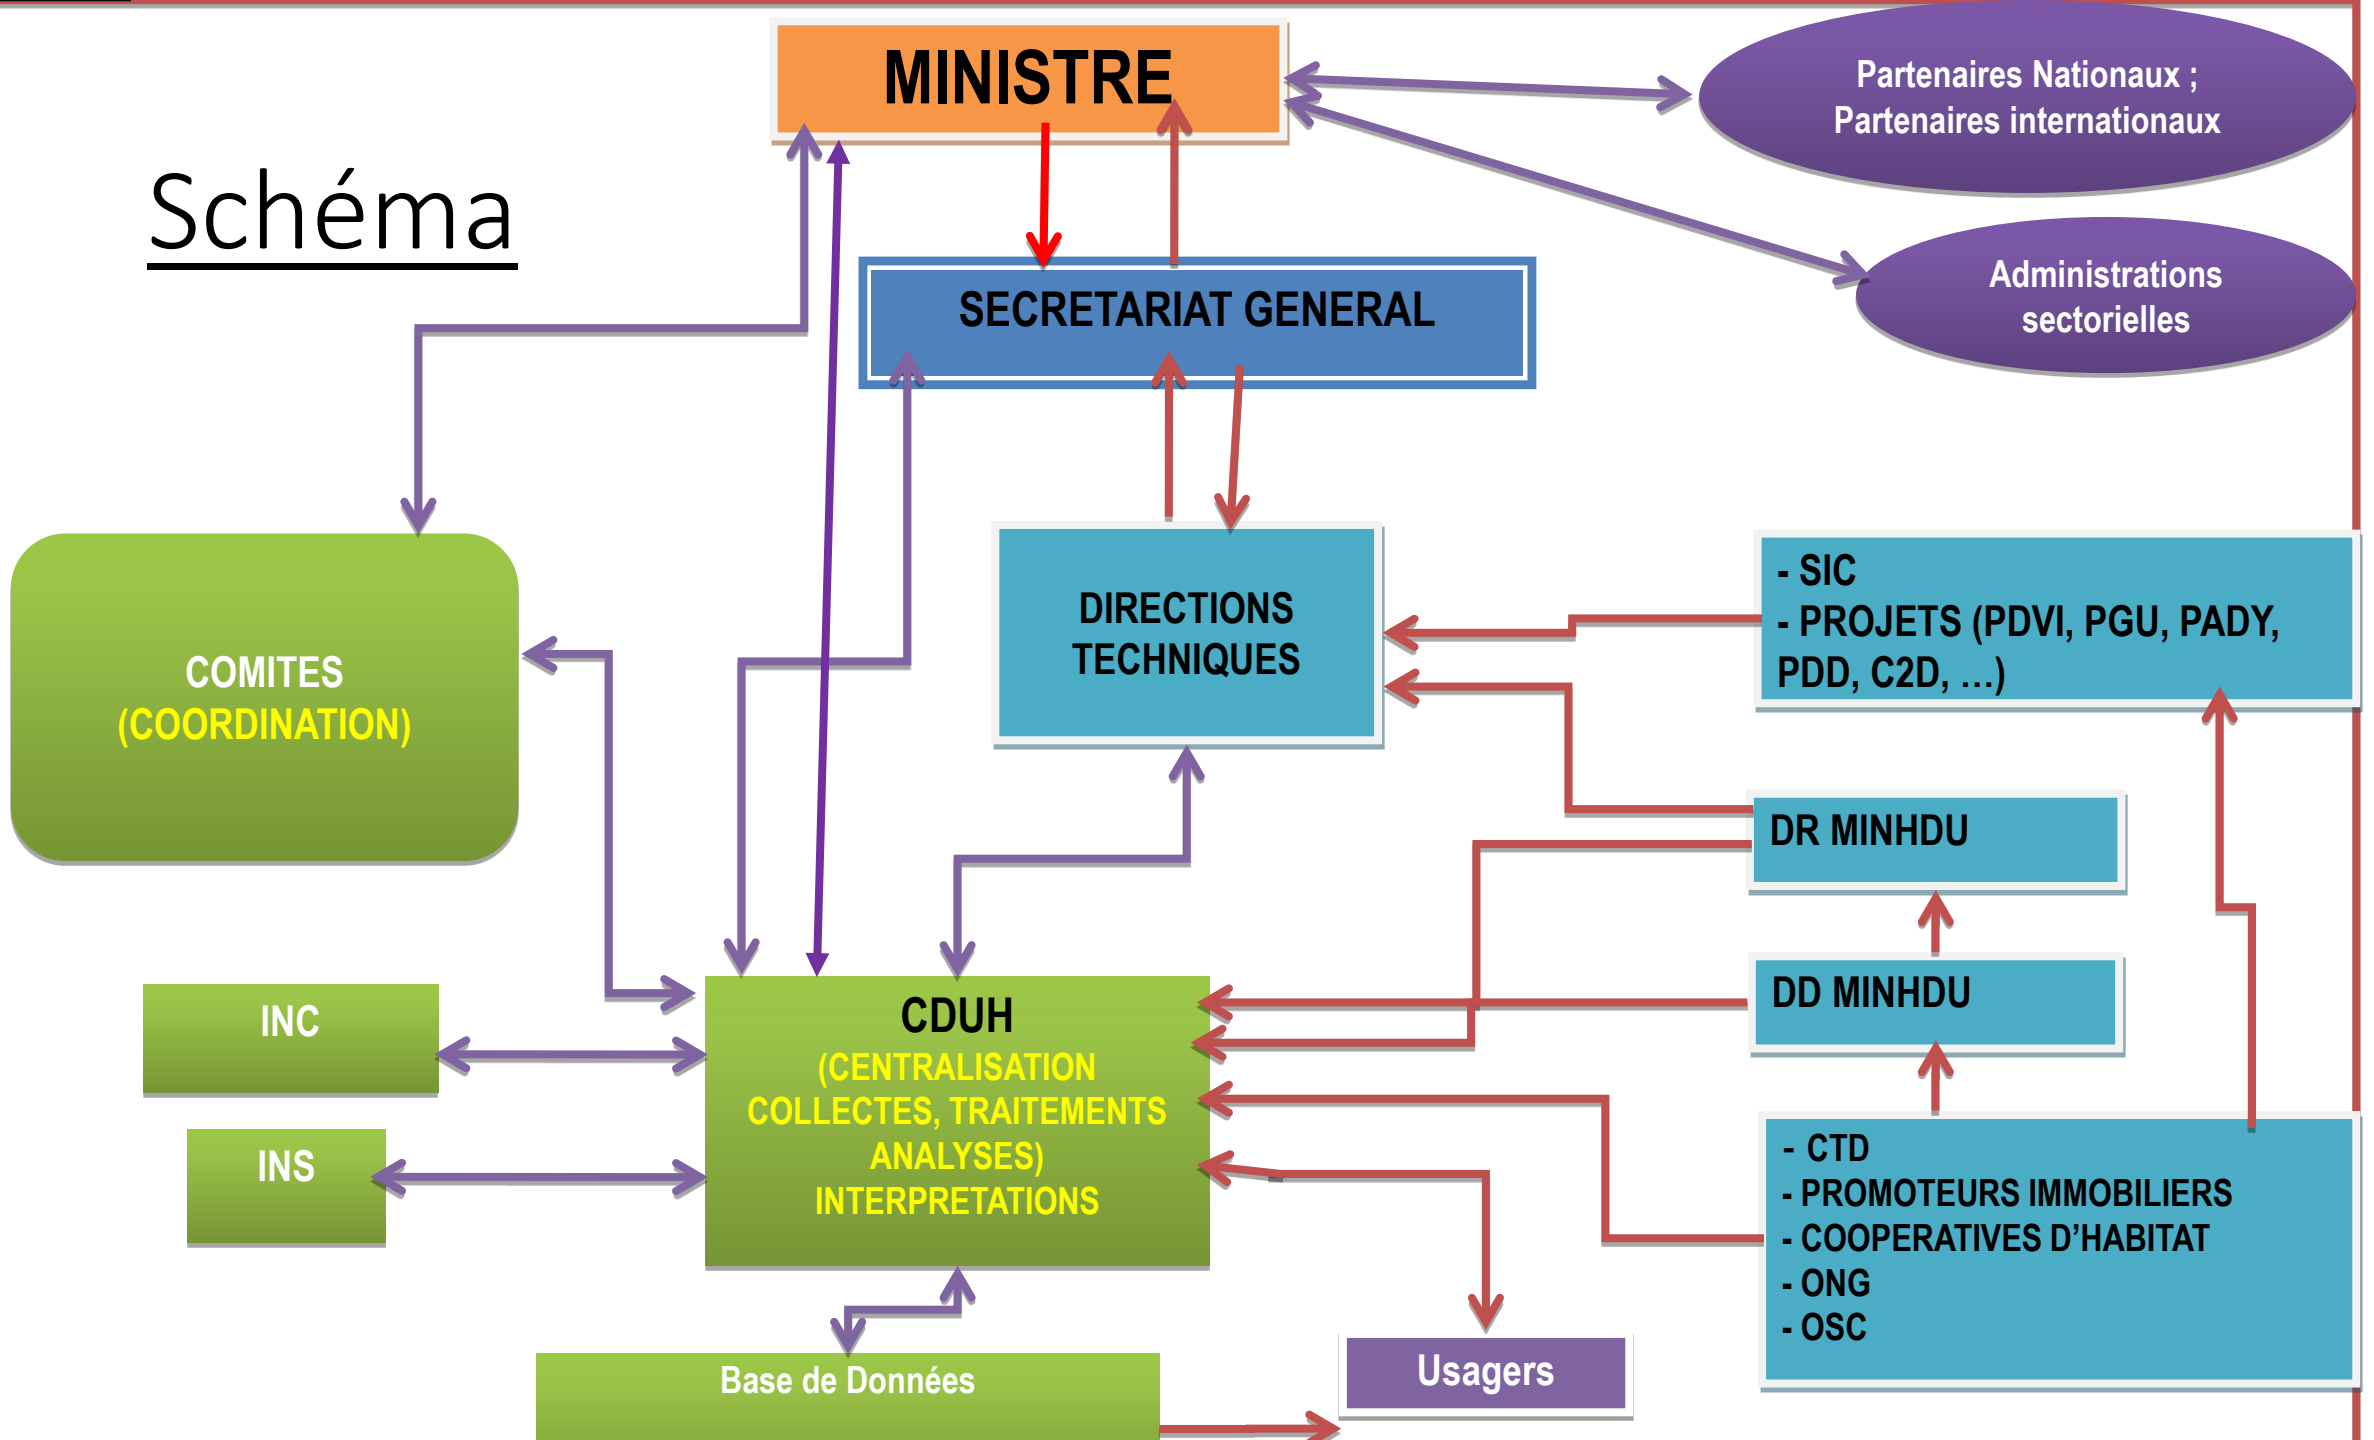 MINISTRE
Partenaires Nationaux ;
Partenaires internationaux
Schéma
Administrations
sectorielles
SECRETARIAT GENERAL
COMITES
(COORDINATION)
DIRECTIONS
TECHNIQUES
- SIC
- PROJETS (PDVI, PGU, PADY,
PDD, C2D, …)
DR MINHDU
DD MINHDU
INC
INS
CDUH
(CENTRALISATION
COLLECTES, TRAITEMENTS
ANALYSES)
INTERPRETATIONS
- CTD
- PROMOTEURS IMMOBILIERS
- COOPERATIVES D’HABITAT
- ONG
- OSC
Base de Données
Usagers